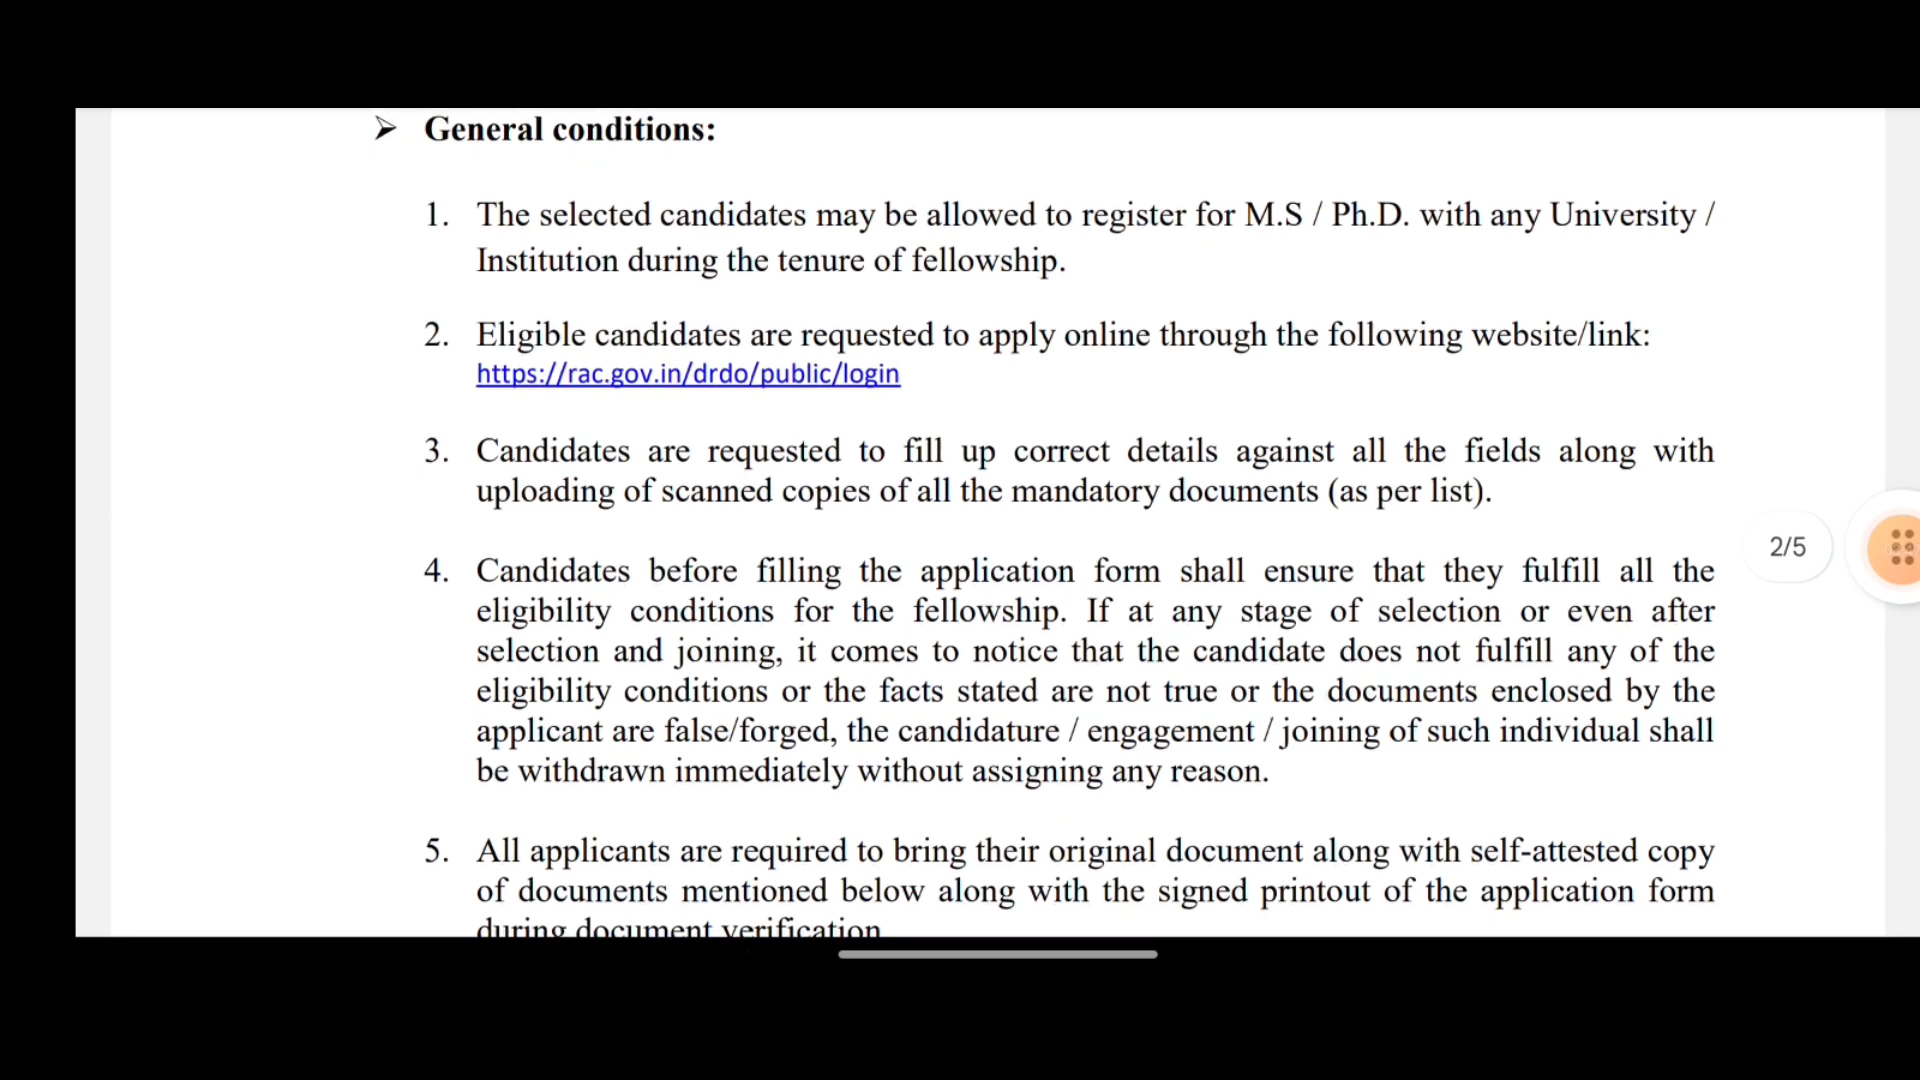 ➢ General conditions:
1. The selected candidates may be allowed to register for M.S / Ph.D. with any University /
Institution during the tenure of fellowship.
2. Eligible candidates are requested to apply online through the following website/link:
https://rac.gov.in/drdo/public/login
3. Candidates are requested to fill up correct details against all the fields along with
uploading of scanned copies of all the mandatory documents (as per list).
4. Candidates before filling the application form shall ensure that they fulfill all the
eligibility conditions for the fellowship. If at any stage of selection or even after
selection and joining, it comes to notice that the candidate does not fulfill any of the
eligibility conditions or the facts stated are not true or the documents enclosed by the
applicant are false/forged, the candidature / engagement / joining of such individual shall
be withdrawn immediately without assigning any reason.
2/5
5. All applicants are required to bring their original document along with self-attested copy
of documents mentioned below along with the signed printout of the application form
during document verification